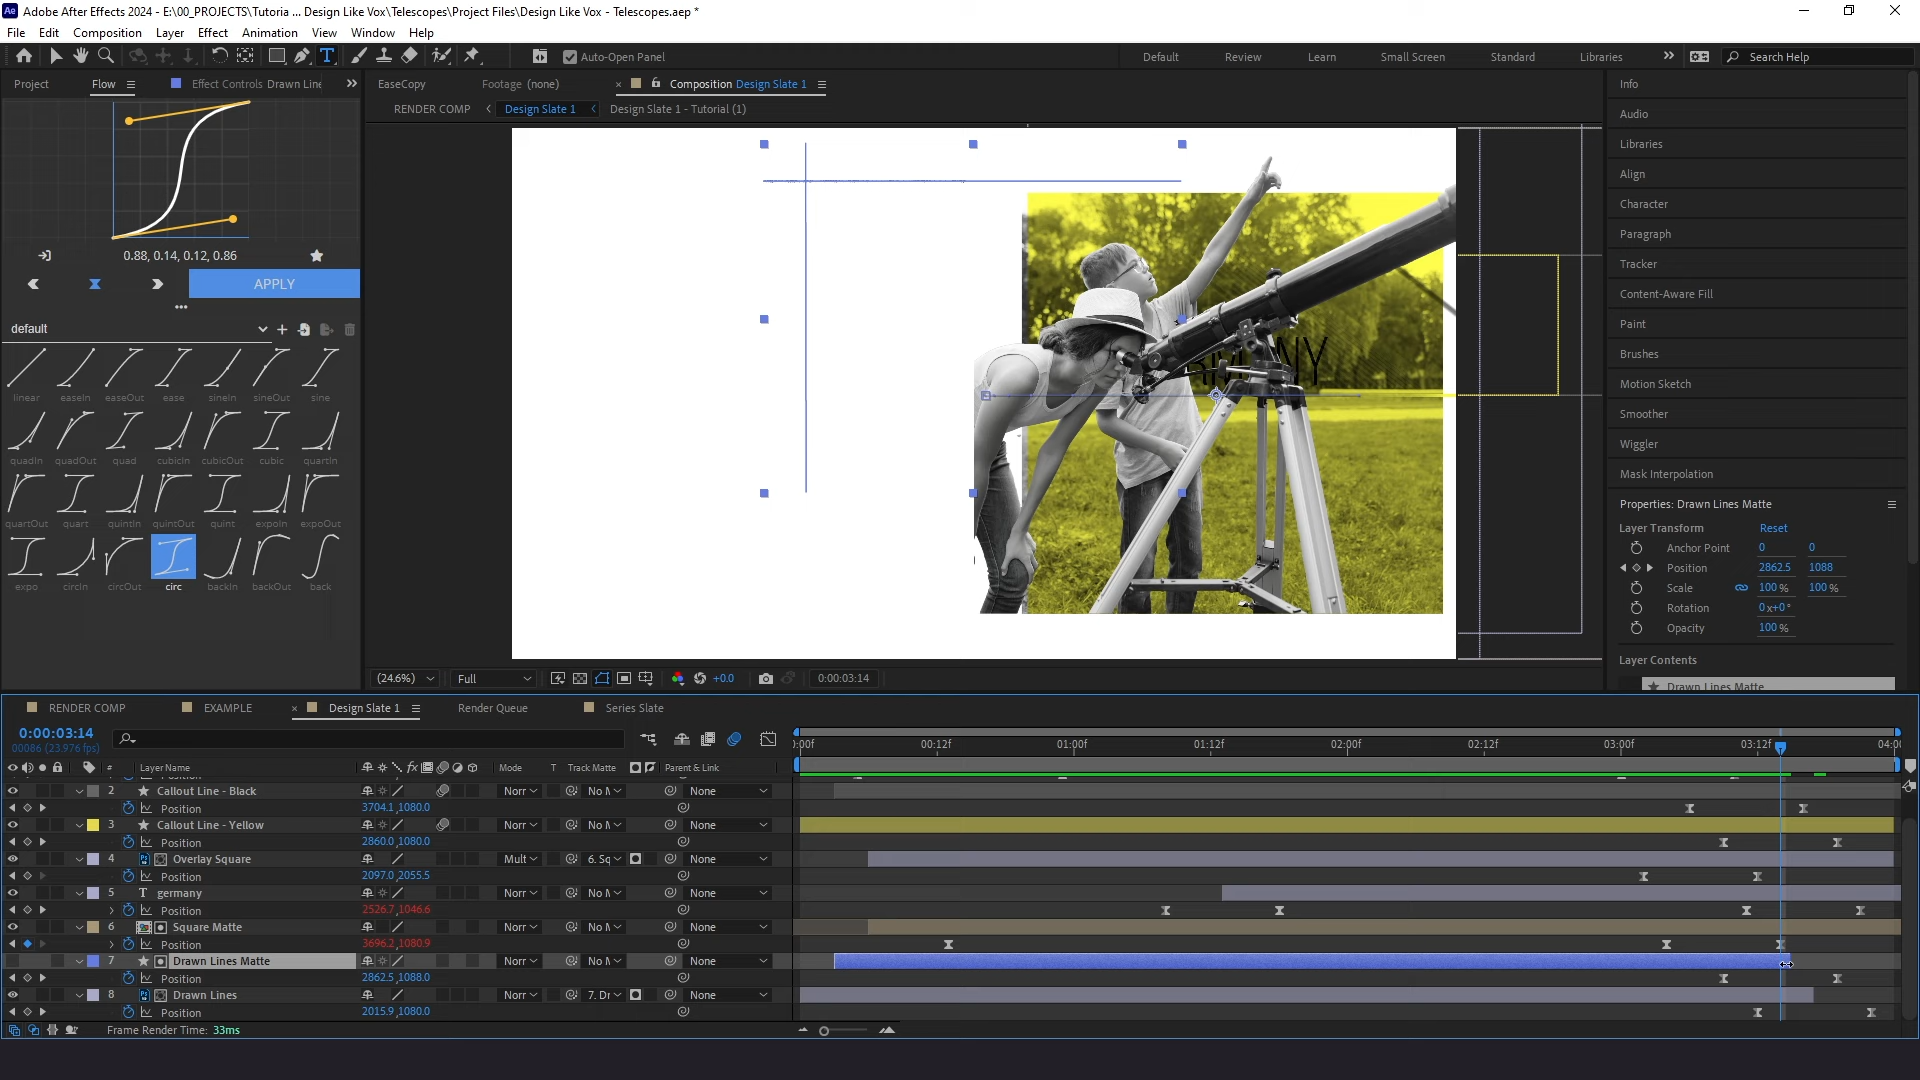 Adobe After Effects 2024 - E:\00_PROJECTS\Tutoria ... Design Like Vox\Telescopes\Project Files\Design Like Vox - Telescopes.aep *
File Edit Composition Layer Effect Animation View Window Help
Auto-Open Panel
Default Review Learn Small Screen Standard Libraries
Search Help
Project Flow Effect Controls Drawn Line
EaseCopy Footage (none) Composition Design Slate 1
RENDER COMP Design Slate 1 Design Slate 1 - Tutorial (1)
0.88, 0.14, 0.12, 0.86
APPLY
default
linear easeIn easeOut ease sineIn sineOut sine
quadIn quadOut quad cubicIn cubicOut cubic quartIn
quartOut quart quintIn quintOut quint expoIn expoOut
expo circIn circOut circ backIn backOut back
Info
Audio
Libraries
Align
Character
Paragraph
Tracker
Content-Aware Fill
Paint
Brushes
Motion Sketch
Smoother
Wiggler
Mask Interpolation
Properties: Drawn Lines Matte
Layer Transform Reset
Anchor Point 0 0
Position 2862.5 1088
Scale 100 % 100 %
Rotation 0x+0°
Opacity 100 %
Layer Contents
Drawn Lines Matte
(24.6%) Full +0.0 0:00:03:14
RENDER COMP EXAMPLE Design Slate 1 Render Queue Series Slate
0:00:03:14
00086 (23.976 fps)
:00f 00:12f 01:00f 01:12f 02:00f 02:12f 03:00f 03:12f 04:0
# Layer Name fx Mode T Track Matte Parent & Link
2 Callout Line - Black Norr No M None
Position 3704.1, 1080.0
3 Callout Line - Yellow Norr No M None
Position 2860.0, 1080.0
4 Overlay Square Mult 6. Sq None
Position 2097.0, 2055.5
5 T germany Norr No M None
Position 2526.7, 1046.6
6 Square Matte Norr No M None
Position 3696.2, 1080.9
7 Drawn Lines Matte Norr No M None
Position 2862.5, 1088.0
8 Drawn Lines Norr 7. Dr None
Position 2015.9, 1080.0
Frame Render Time: 33ms